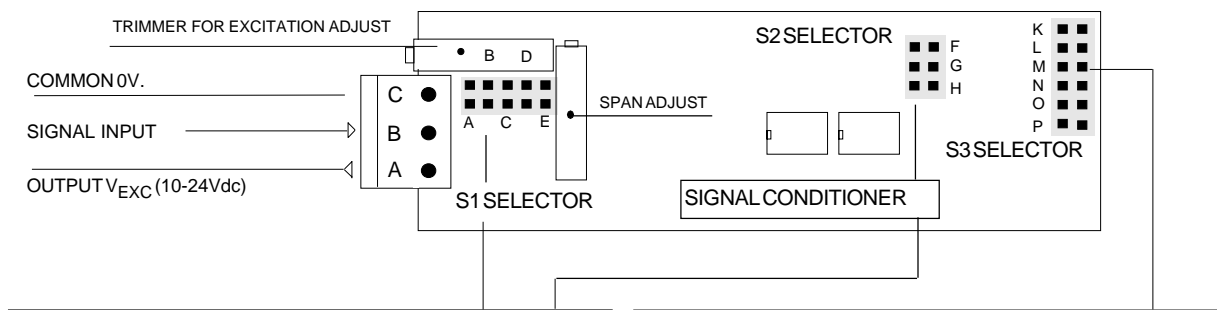 TRIMMER FOR EXCITATION ADJUST
COMMON 0V.
SIGNAL INPUT
OUTPUT VEXC (10-24Vdc)
C
B
A
B D
A C E
S1 SELECTOR
SPAN ADJUST
S2 SELECTOR
F
G
H
SIGNAL CONDITIONER
K
L
M
N
O
P
S3 SELECTOR